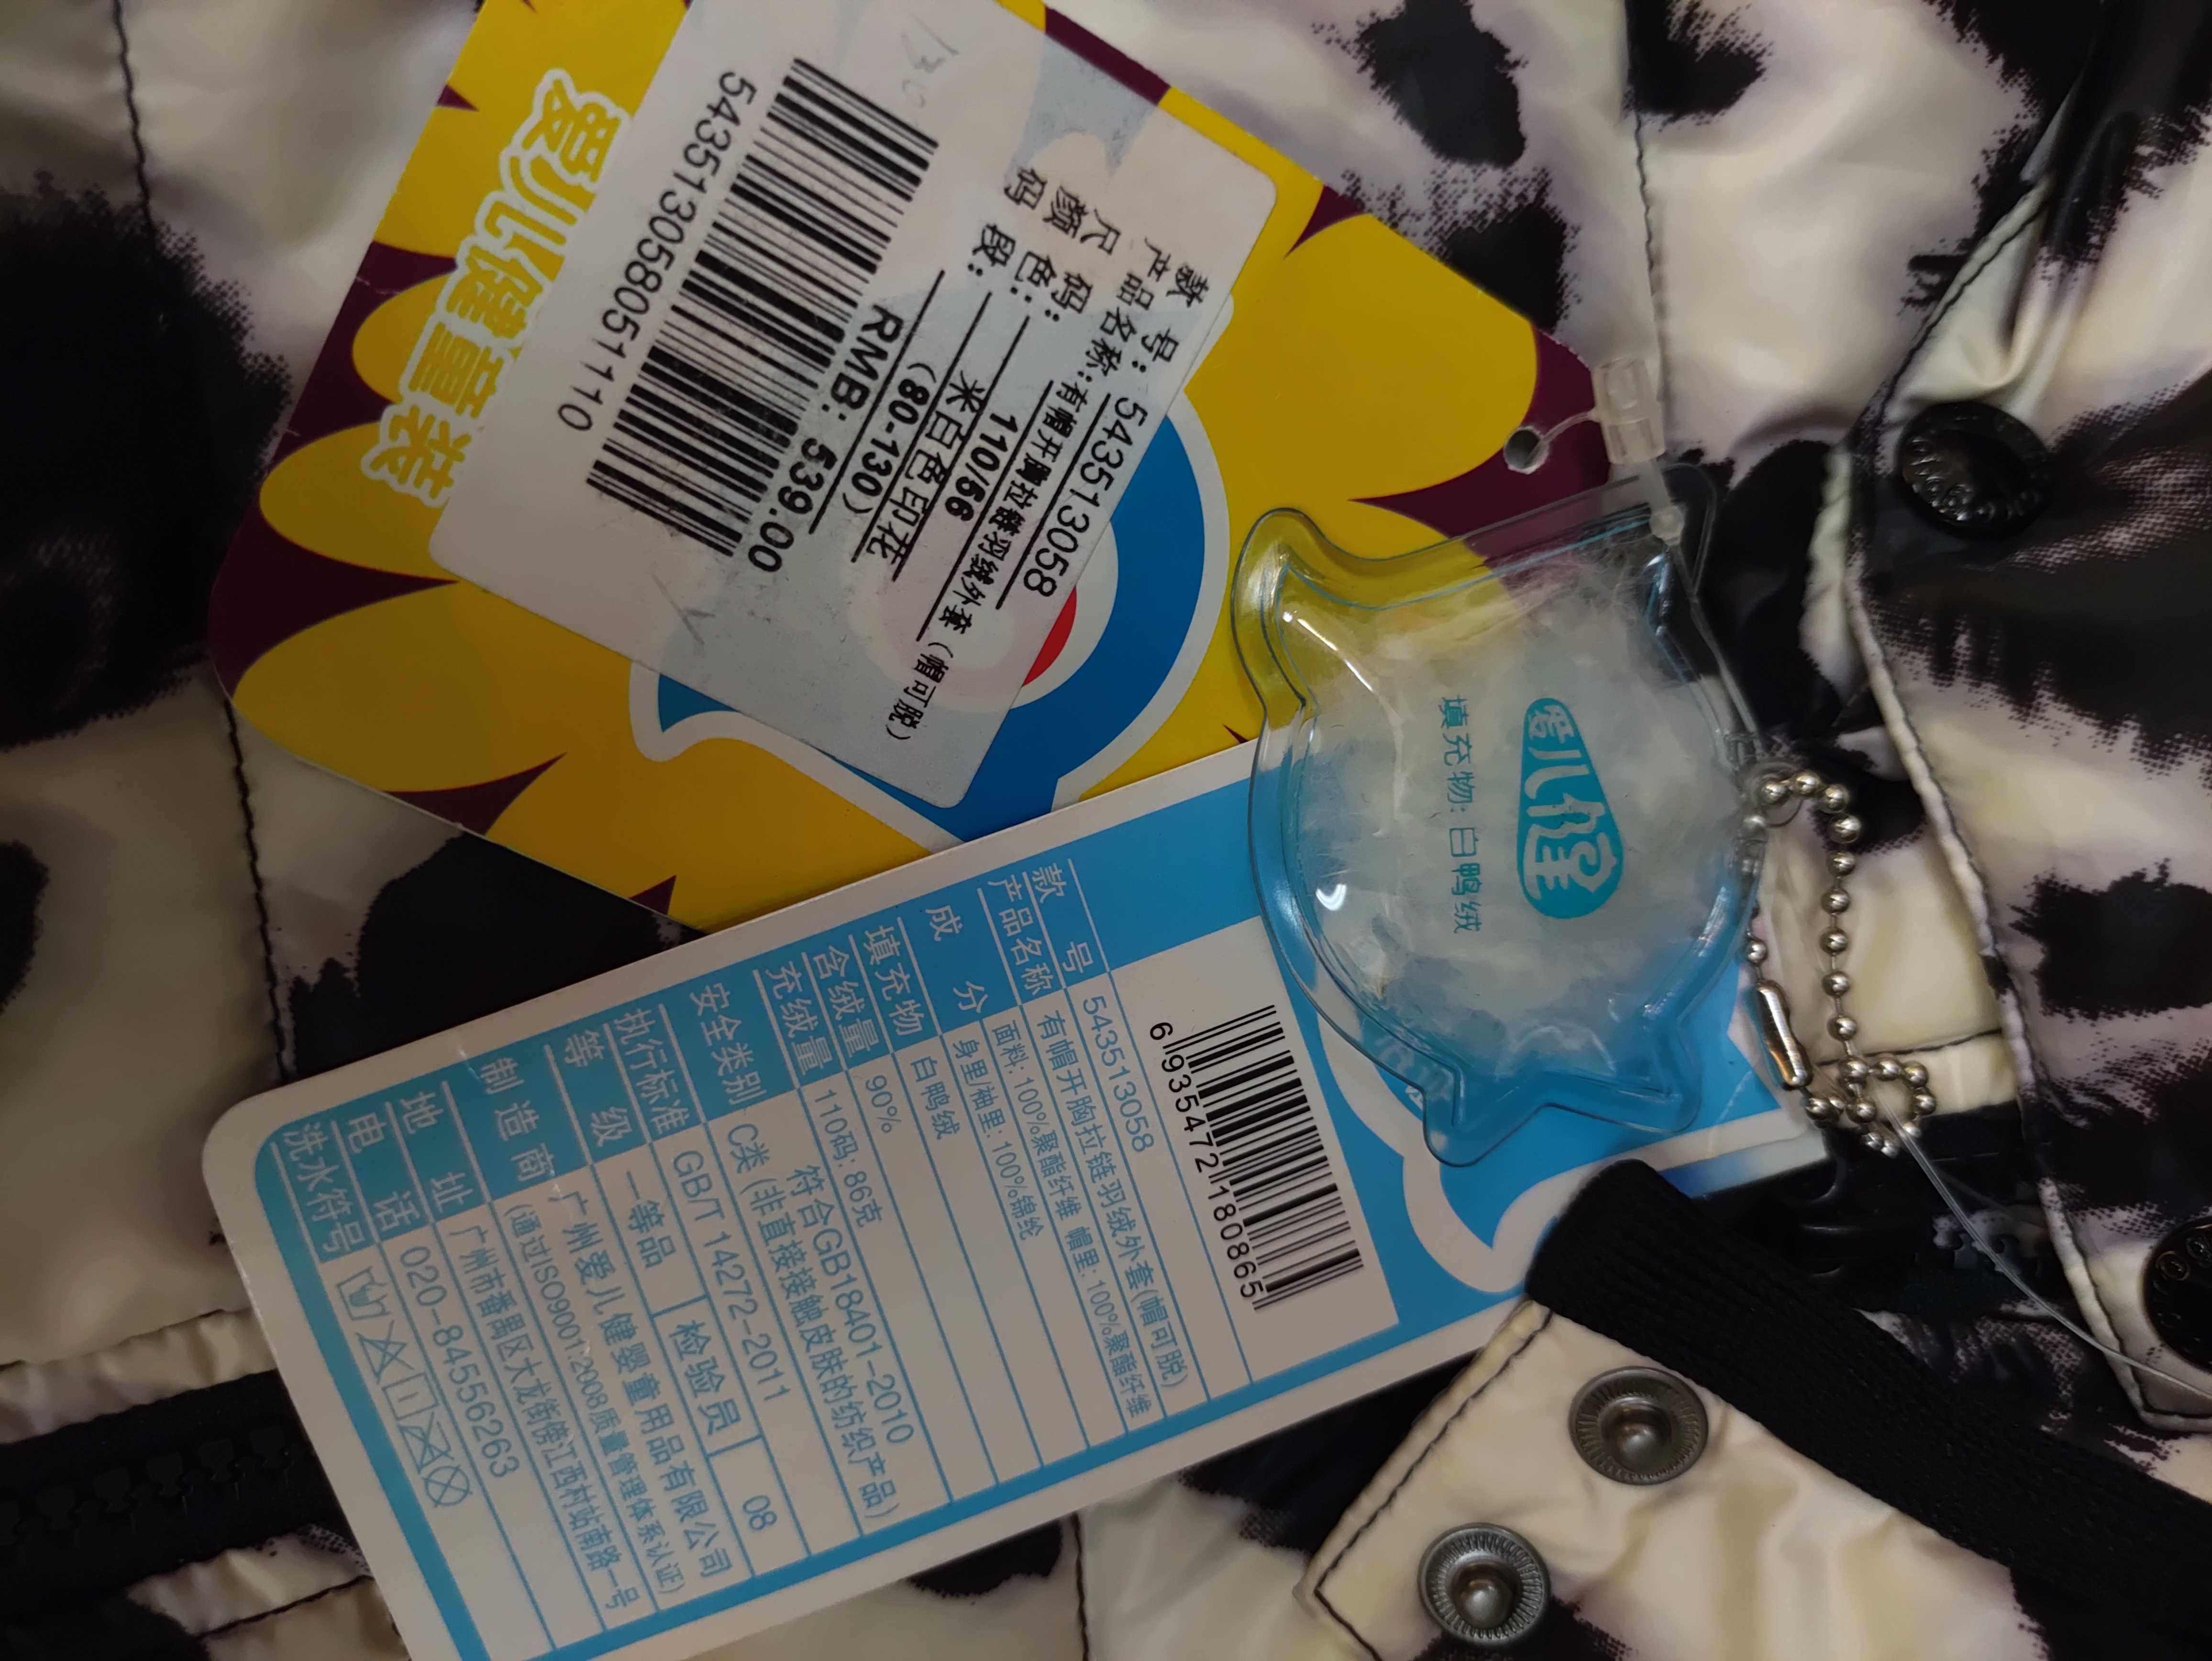 爱儿健童装
款号：5435130​58
产品名称：有帽开胸拉链羽绒外套（帽可脱）
尺码：110/56
颜色：米白色印花
码段：（80-130）
RMB: 539.00
543513058051110
130
爱儿健
填充物：白鸭绒
6935472180865
款号 543513058
产品名称 有帽开胸拉链羽绒外套(帽可脱)
成分 面料：100%聚酯纤维 帽里：100%聚酯纤维
身里/袖里：100%锦纶
填充物 白鸭绒
含绒量 90%
充绒量 110码：86克
安全类别 符合GB18401-2010
C类 (非直接接触皮肤的纺织产品)
执行标准 GB/T 14272-2011
等级 一等品 检验员 08
制造商 广州爱儿健婴童用品有限公司
(通过ISO9001:2008质量管理体系认证)
地址 广州市番禺区大龙街傍江西村站南路一号
电话 020-84556263
洗水符号